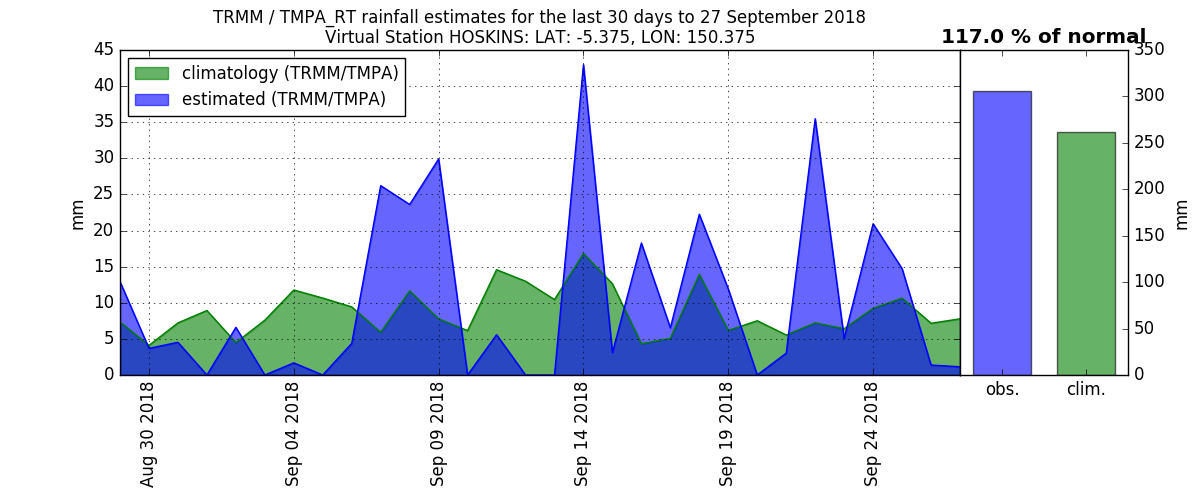 TRMM / TMPA_RT rainfall estimates for the last 30 days to 27 September 2018
Virtual Station HOSKINS: LAT: -5.375, LON: 150.375
117.0 % of normal
climatology (TRMM/TMPA)
estimated (TRMM/TMPA)
45
40
35
30
25
20
15
10
5
0
mm
Aug 30 2018
Sep 04 2018
Sep 09 2018
Sep 14 2018
Sep 19 2018
Sep 24 2018
obs.
clim.
350
300
250
200
150
100
50
0
mm